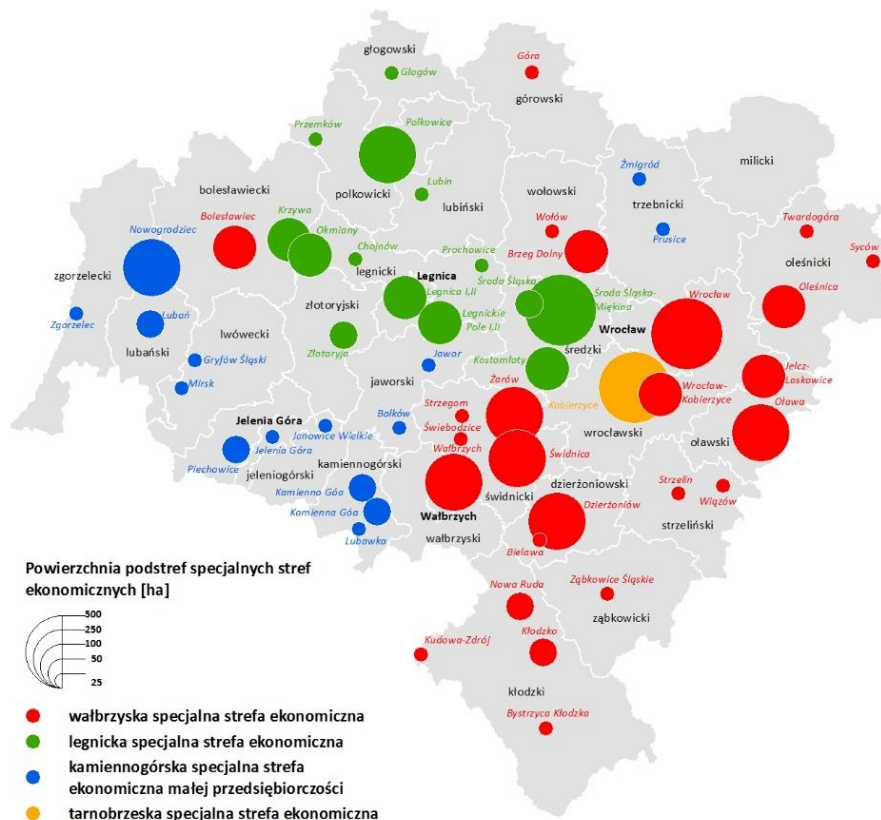 głogowski
Głogów
Góra
górowski
Przemków
Polkowice
polkowicki
Lubin
lubiński
Żmigród
trzebnicki
Prusice
milicki
bolesławiecki
Bolesławiec
Nowogrodziec
Krzywa
Okmiany
Chojnów
legnicki
Prochowice
wołowski
Wołów
Brzeg Dolny
Twardogóra
Syców
oleśnicki
Oleśnica
zgorzelecki
Zgorzelec
Lubań
lubański
lwówecki
Gryfów Śląski
Mirsk
złotoryjski
Złotoryja
Legnica
Legnica I,II
Legnickie
Pole I,II
Środa Śląska
Środa Śląska-
Miękina
średzki
Kostomłoty
Wrocław
Wrocław
Jawor
jaworski
Bolków
Żarów
Strzegom
Świebodzice
Wałbrzych
Świdnica
świdnicki
Kobierzyce
Wrocław-
Kobierzyce
wrocławski
Jelcz-
Laskowice
Oława
oławski
Jelenia Góra
Jelenia Góra
Janowice Wielkie
Piechowice
jeleniogórski
kamiennogórski
Kamienna Góa
Kamienna Góa
Lubawka
Wałbrzych
wałbrzyski
dzierżoniowski
Dzierżoniów
Bielawa
Strzelin
Wiązów
strzeliński
Nowa Ruda
Ząbkowice Śląskie
ząbkowicki
Kudowa-Zdrój
Kłodzko
kłodzki
Bystrzyca Kłodzka
Powierzchnia podstref specjalnych stref
ekonomicznych [ha]
500
250
100
50
25
wałbrzyska specjalna strefa ekonomiczna
legnicka specjalna strefa ekonomiczna
kamiennogórska specjalna strefa
ekonomiczna małej przedsiębiorczości
tarnobrzeska specjalna strefa ekonomiczna